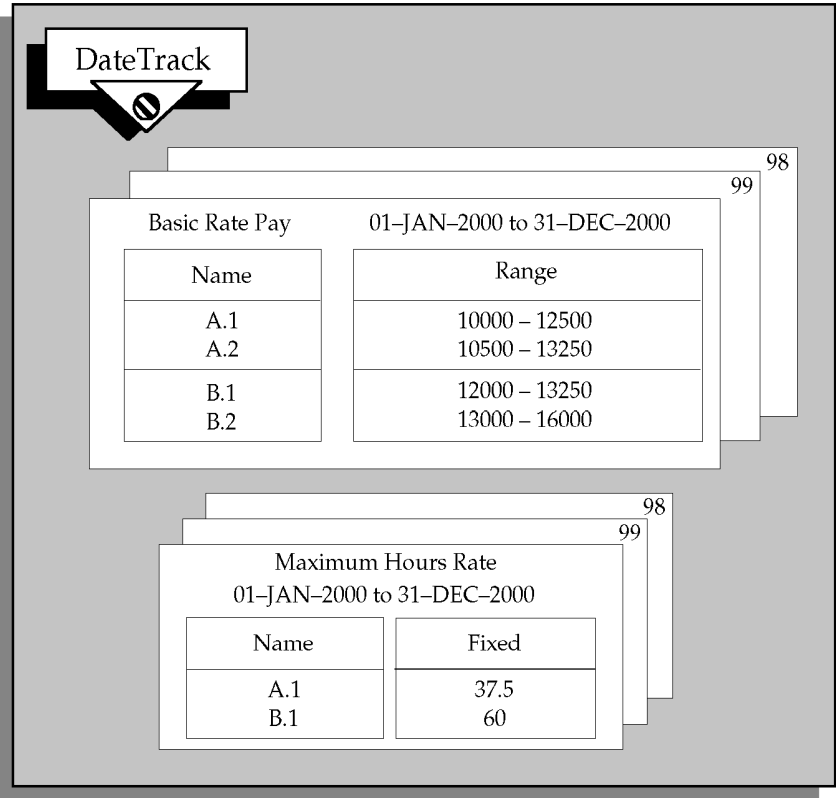 DateTrack
98
99
Basic Rate Pay 01–JAN–2000 to 31–DEC–2000
Name Range
A.1 10000 – 12500
A.2 10500 – 13250
B.1 12000 – 13250
B.2 13000 – 16000
98
99
Maximum Hours Rate
01–JAN–2000 to 31–DEC–2000
Name Fixed
A.1 37.5
B.1 60